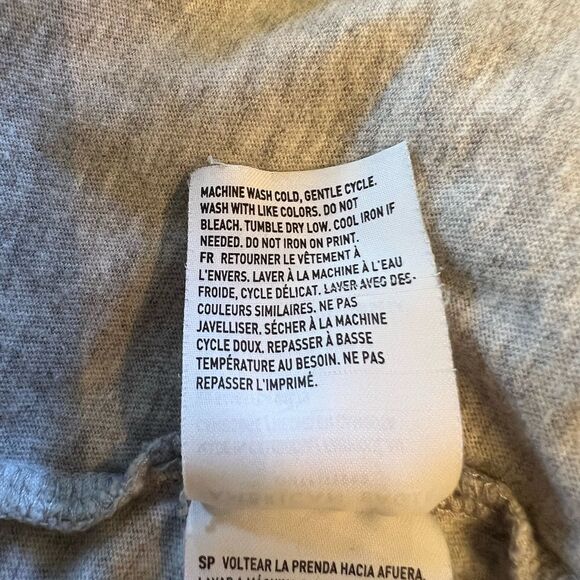 MACHINE WASH COLD, GENTLE CYCLE.
WASH WITH LIKE COLORS. DO NOT
BLEACH. TUMBLE DRY LOW. COOL IRON IF
NEEDED. DO NOT IRON ON PRINT.
FR RETOURNER LE VÊTEMENT À
L'ENVERS. LAVER À LA MACHINE À L'EAU
FROIDE, CYCLE DÉLICAT. LAVER AVEC DES
COULEURS SIMILAIRES. NE PAS
JAVELLISER. SÉCHER À LA MACHINE
CYCLE DOUX. REPASSER À BASSE
TEMPÉRATURE AU BESOIN. NE PAS
REPASSER L'IMPRIMÉ.
SP VOLTEAR LA PRENDA HACIA AFUERA.